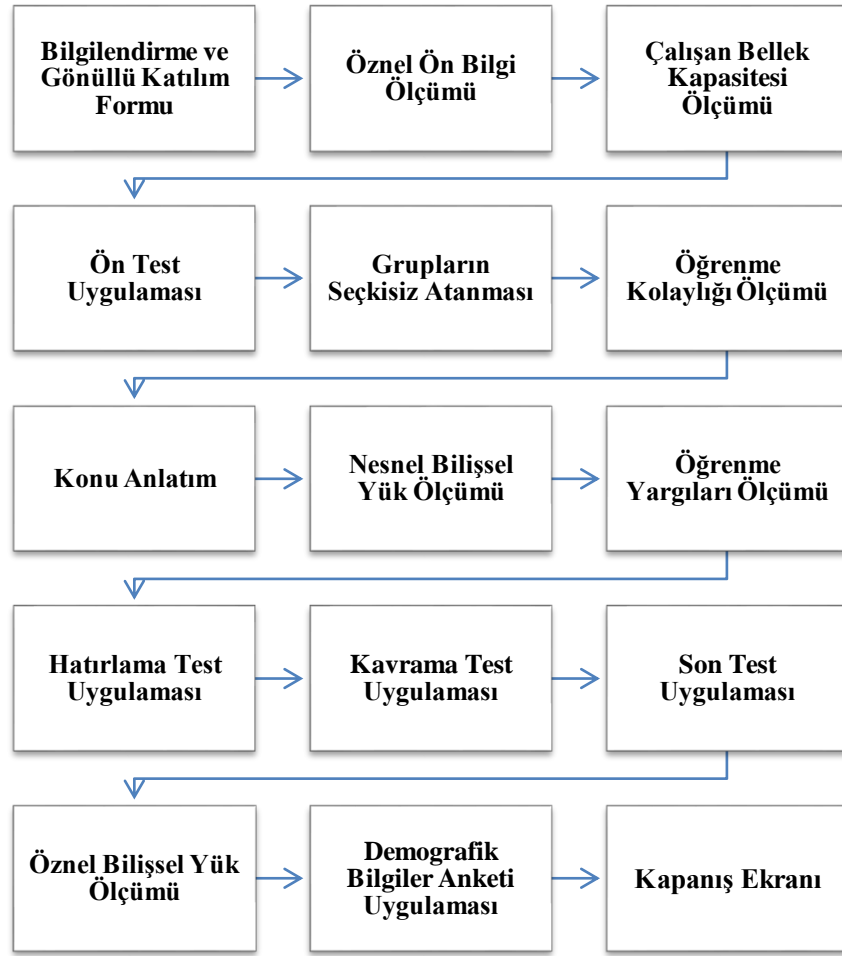 Bilgilendirme ve
Gönüllü Katılım
Formu
Öznel Ön Bilgi
Ölçümü
Çalışan Bellek
Kapasitesi
Ölçümü
Ön Test
Uygulaması
Grupların
Seçkisiz Atanması
Öğrenme
Kolaylığı Ölçümü
Konu Anlatım
Nesnel Bilişsel
Yük Ölçümü
Öğrenme
Yargıları Ölçümü
Hatırlama Test
Uygulaması
Kavrama Test
Uygulaması
Son Test
Uygulaması
Öznel Bilişsel Yük
Ölçümü
Demografik
Bilgiler Anketi
Uygulaması
Kapanış Ekranı